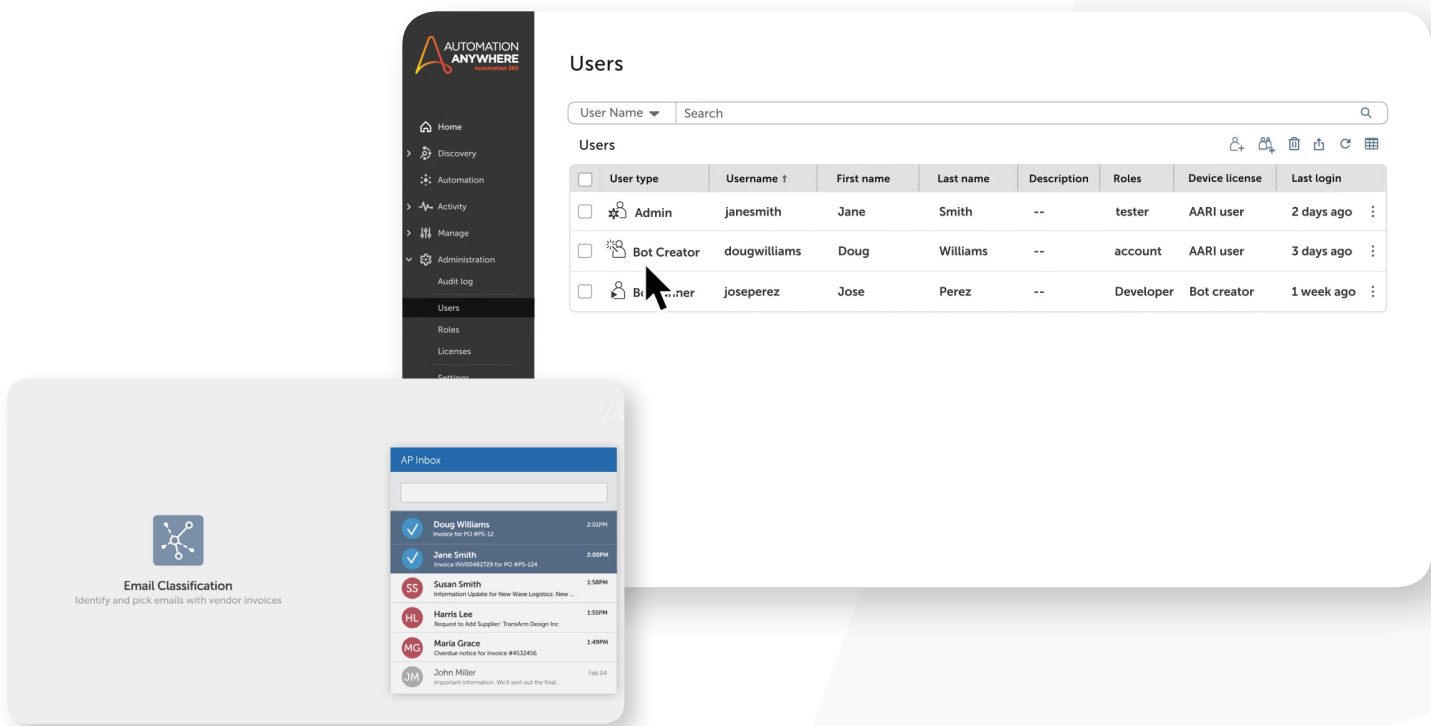 AUTOMATION
ANYWHERE
Automation 360
Home
Discovery
Automation
Activity
Manage
Administration
Audit log
Users
Roles
Licenses
Settings
Users
User Name Search
Users
User type Username ↑ First name Last name Description Roles Device license Last login
Admin janesmith Jane Smith -- tester AARI user 2 days ago
Bot Creator dougwilliams Doug Williams -- account AARI user 3 days ago
joseperez Jose Perez -- Developer Bot creator 1 week ago
Email Classification
Identify and pick emails with vendor invoices
AP Inbox
Doug Williams 2:01PM
Invoice for PO #PS-12
Jane Smith 2:00PM
Invoice INV00482729 for PO #PS-124
SS Susan Smith 1:58PM
Information Update for New Wave Logistics: New ...
HL Harris Lee 1:55PM
Request to Add Supplier: TransArm Design Inc
MG Maria Grace 1:49PM
Overdue notice for Invoice #4532456
JM John Miller Feb 04
Important information. We'll sent out the final...